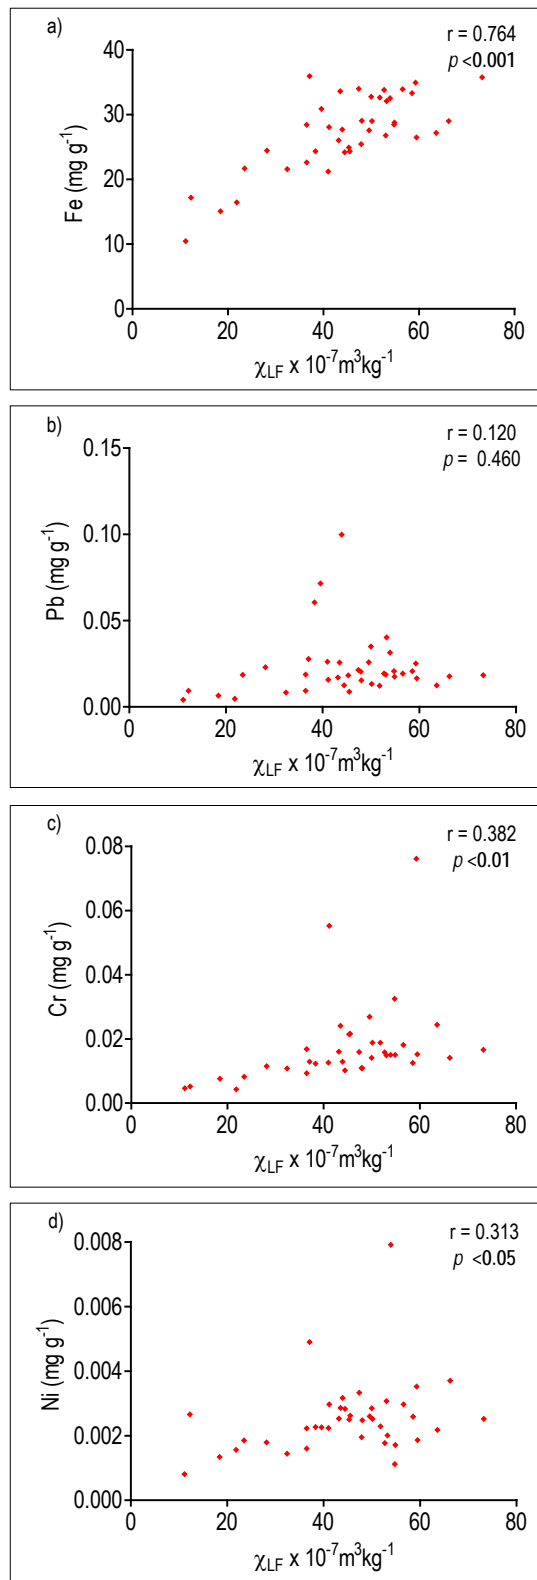 a)
r = 0.764
p <0.001
40
30
20
10
0
Fe (mg g⁻¹)
0 20 40 60 80
χLF x 10⁻⁷m³kg⁻¹
b)
r = 0.120
p = 0.460
0.15
0.10
0.05
0.00
Pb (mg g⁻¹)
0 20 40 60 80
χLF x 10⁻⁷m³kg⁻¹
c)
r = 0.382
p <0.01
0.08
0.06
0.04
0.02
0.00
Cr (mg g⁻¹)
0 20 40 60 80
χLF x 10⁻⁷m³kg⁻¹
d)
r = 0.313
p <0.05
0.008
0.006
0.004
0.002
0.000
Ni (mg g⁻¹)
0 20 40 60 80
χLF x 10⁻⁷m³kg⁻¹